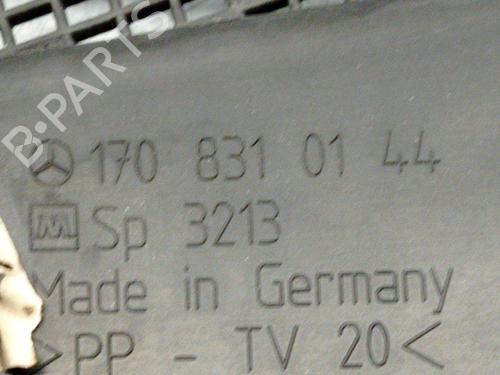 B-PARTS
170 831 01 44
M Sp 3213
Made in Germany
>PP - TV 20<